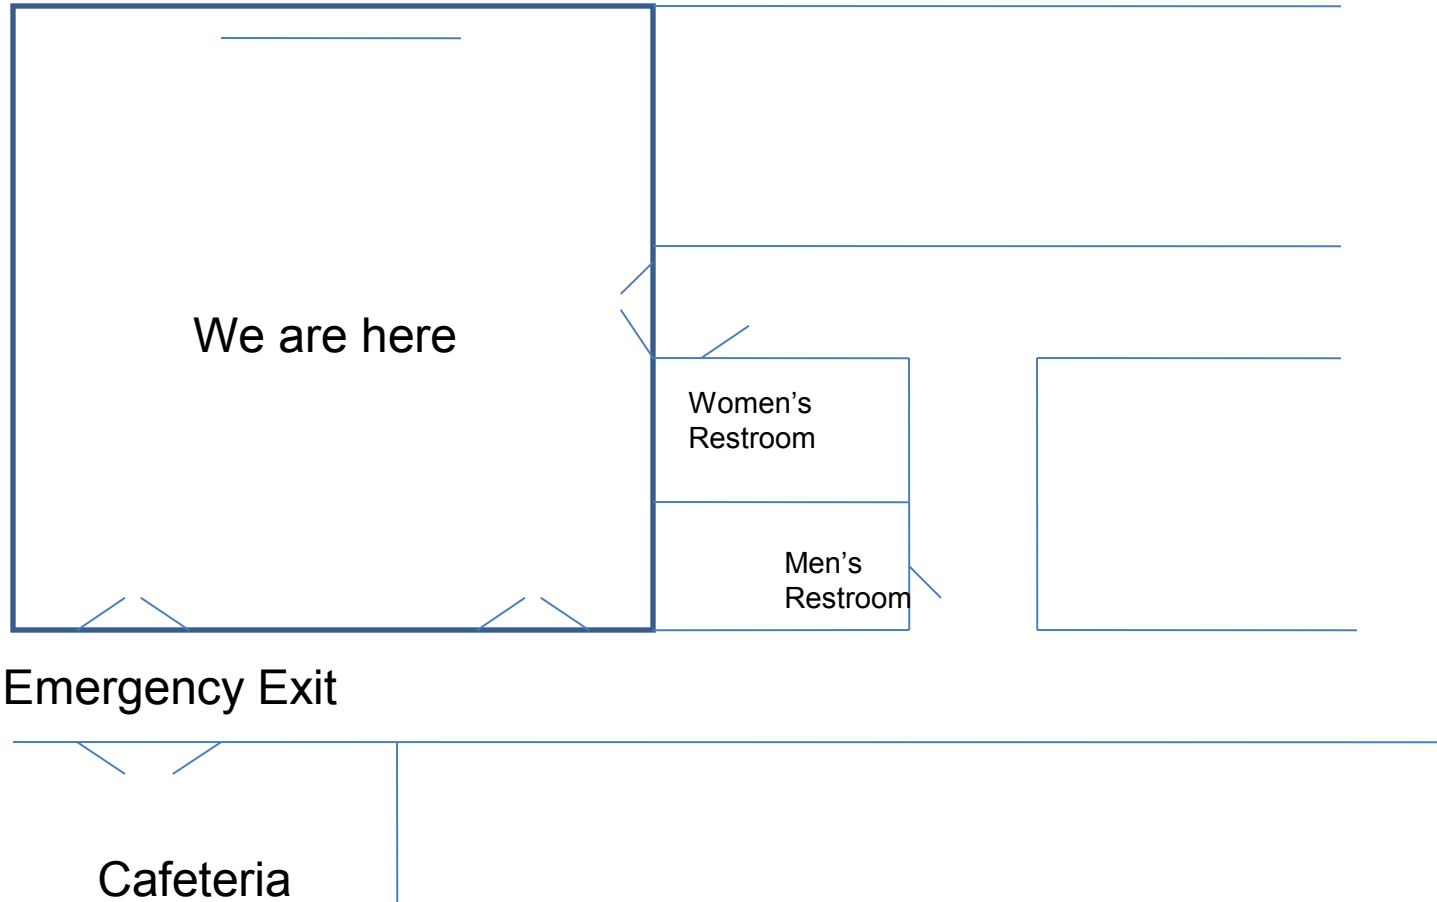 We are here
Women’s
Restroom
Men’s
Restroom
Emergency Exit
Cafeteria